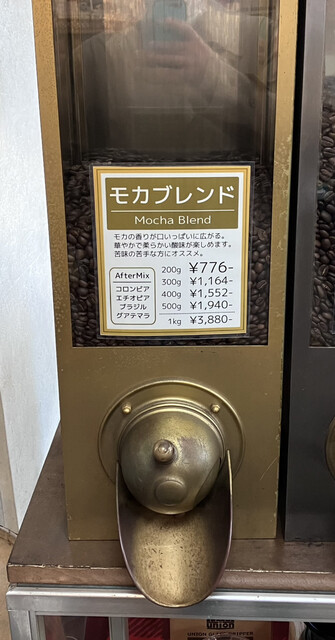 モカブレンド
Mocha Blend
モカの香りが口いっぱいに広がる。
華やかで柔らかい酸味が楽しめます。
苦味の苦手な方にオススメ。
AfterMix
コロンビア
エチオピア
ブラジル
グアテマラ
200g ¥776-
300g ¥1,164-
400g ¥1,552-
500g ¥1,940-
1kg ¥3,880-
union